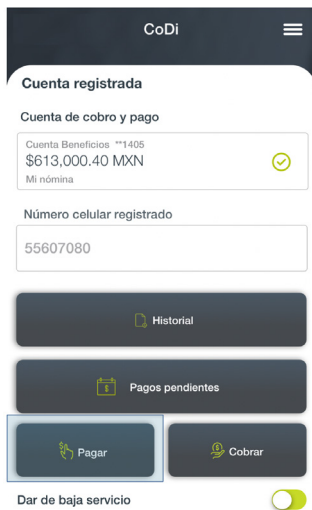 CoDi
Cuenta registrada
Cuenta de cobro y pago
Cuenta Beneficios **1405
$613,000.40 MXN
Mi nómina
Número celular registrado
55607080
Historial
Pagos pendientes
Pagar
Cobrar
Dar de baja servicio